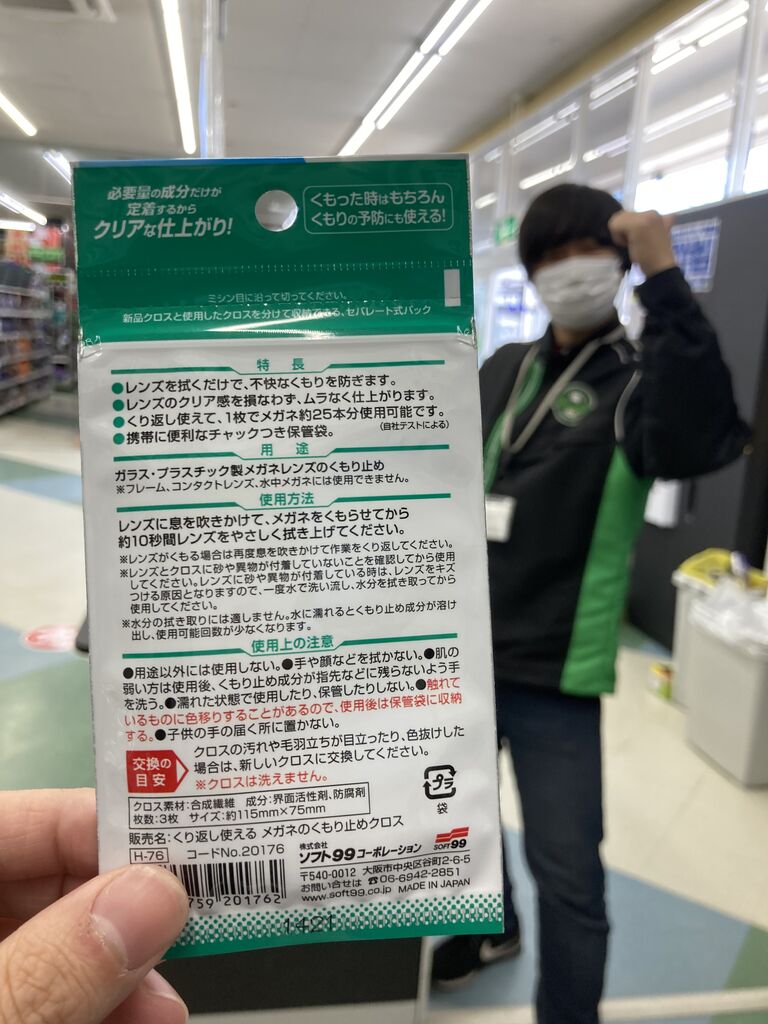 必要量の成分だけが
定着するから
クリアな仕上がり!
くもった時はもちろん
くもりの予防にも使える!
ミシン目に沿って切ってください。
新品クロスと使用したクロスを分けて収納できる、セパレート式パック
特 長
●レンズを拭くだけで、不快なくもりを防ぎます。
●レンズのクリア感を損なわず、ムラなく仕上がります。
●くり返し使えて、1枚でメガネ約25本分使用可能です。
(自社テストによる)
●携帯に便利なチャックつき保管袋。
用 途
ガラス・プラスチック製メガネレンズのくもり止め
※フレーム、コンタクトレンズ、水中メガネには使用できません。
使用方法
レンズに息を吹きかけて、メガネをくもらせてから
約10秒間レンズをやさしく拭き上げてください。
※レンズがくもる場合は再度息を吹きかけて作業をくり返してください。
※レンズとクロスに砂や異物が付着していないことを確認してから使用
してください。レンズに砂や異物が付着している時は、レンズをキズ
つける原因となりますので、一度水で洗い流し、水分を拭き取ってから
使用してください。
※水分の拭き取りには適しません。水に濡れるとくもり止め成分が溶け
出し、使用可能回数が少なくなります。
使用上の注意
●用途以外には使用しない。●手や顔などを拭かない。●肌の
弱い方は使用後、くもり止め成分が指先などに残らないよう手
を洗う。●濡れた状態で使用したり、保管したりしない。●触れて
いるものに色移りすることがあるので、使用後は保管袋に収納
する。●子供の手の届く所に置かない。
交換の
目安
クロスの汚れや毛羽立ちが目立ったり、色抜けした
場合は、新しいクロスに交換してください。
※クロスは洗えません。
クロス素材:合成繊維 成分:界面活性剤、防腐剤
枚数:3枚 サイズ:約115mm×75mm
プラ
袋
販売名:くり返し使える メガネのくもり止めクロス
H-76 コードNo.20176
株式会社
ソフト99コーポレーション
SOFT99
〒540-0012 大阪市中央区谷町2-6-5
お問い合せは ☎06-6942-2851
www.soft99.co.jp MADE IN JAPAN
759 201762
1421